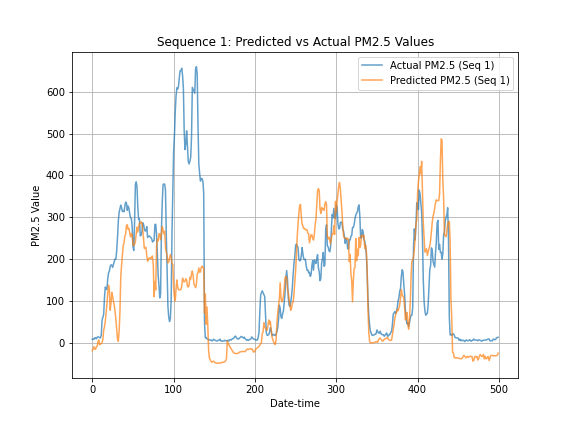 Sequence 1: Predicted vs Actual PM2.5 Values
Actual PM2.5 (Seq 1)
Predicted PM2.5 (Seq 1)
600
500
400
300
200
100
0
PM2.5 Value
0 100 200 300 400 500
Date-time